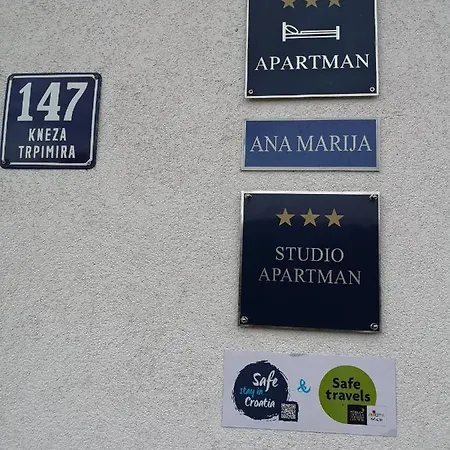 147
KNEZA
TRPIMIRA
APARTMAN
ANA MARIJA
STUDIO
APARTMAN
Safe
stay in
Croatia
&
Safe
travels